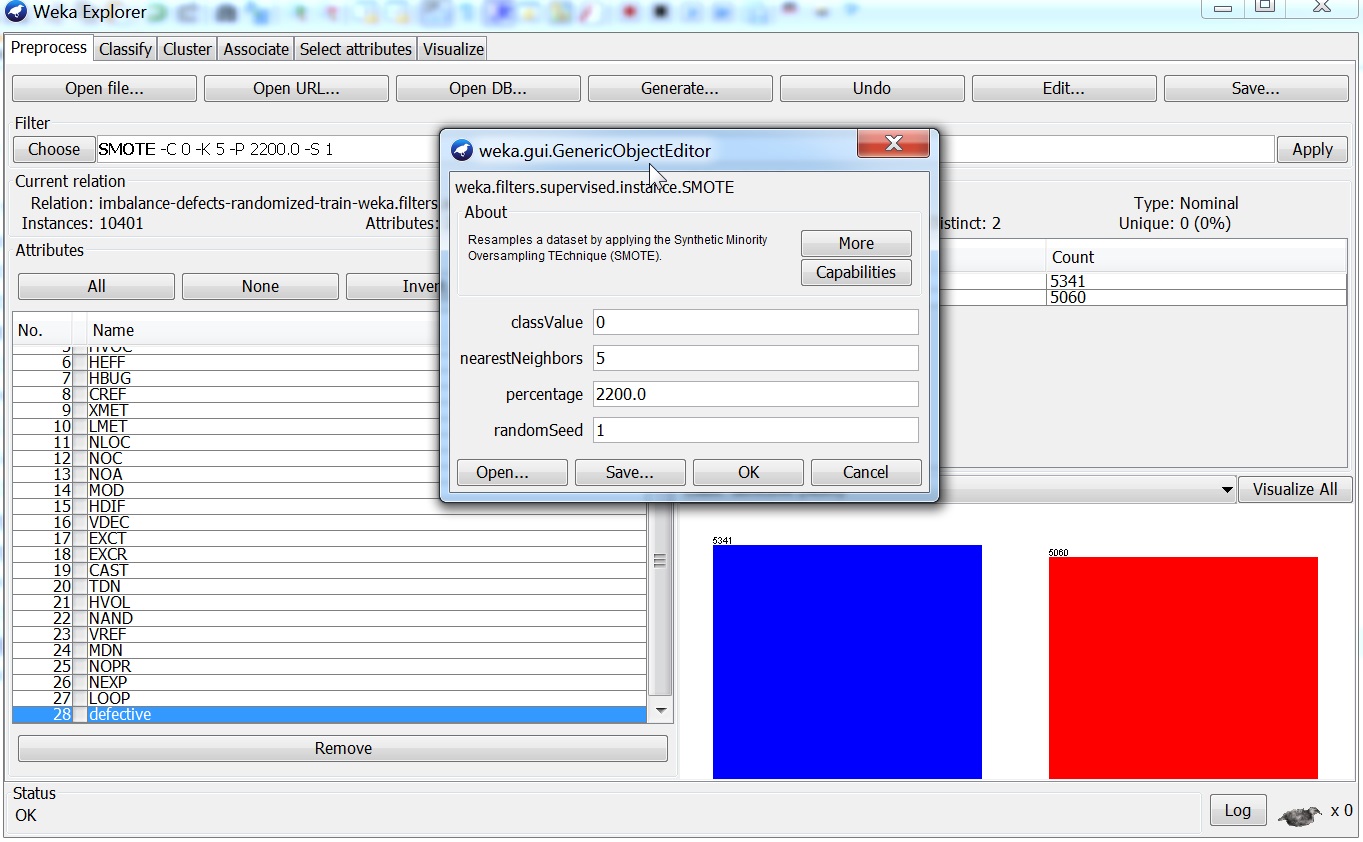 Weka Explorer
Preprocess Classify Cluster Associate Select attributes Visualize
Open file... Open URL... Open DB... Generate... Undo Edit... Save...
Filter
Choose SMOTE -C 0 -K 5 -P 2200.0 -S 1 Apply
Current relation
Relation: imbalance-defects-randomized-train-weka.filters Type: Nominal
Instances: 10401 Attributes: istinct: 2 Unique: 0 (0%)
Attributes
All None Inver
No. Name
5 HVOC
6 HEFF
7 HBUG
8 CREF
9 XMET
10 LMET
11 NLOC
12 NOC
13 NOA
14 MOD
15 HDIF
16 VDEC
17 EXCT
18 EXCR
19 CAST
20 TDN
21 HVOL
22 NAND
23 VREF
24 MDN
25 NOPR
26 NEXP
27 LOOP
28 defective
Remove
weka.gui.GenericObjectEditor
weka.filters.supervised.instance.SMOTE
About
Resamples a dataset by applying the Synthetic Minority
Oversampling TEchnique (SMOTE).
More
Capabilities
classValue 0
nearestNeighbors 5
percentage 2200.0
randomSeed 1
Open... Save... OK Cancel
Count
5341
5060
Visualize All
5341
5060
Status
OK
Log x 0